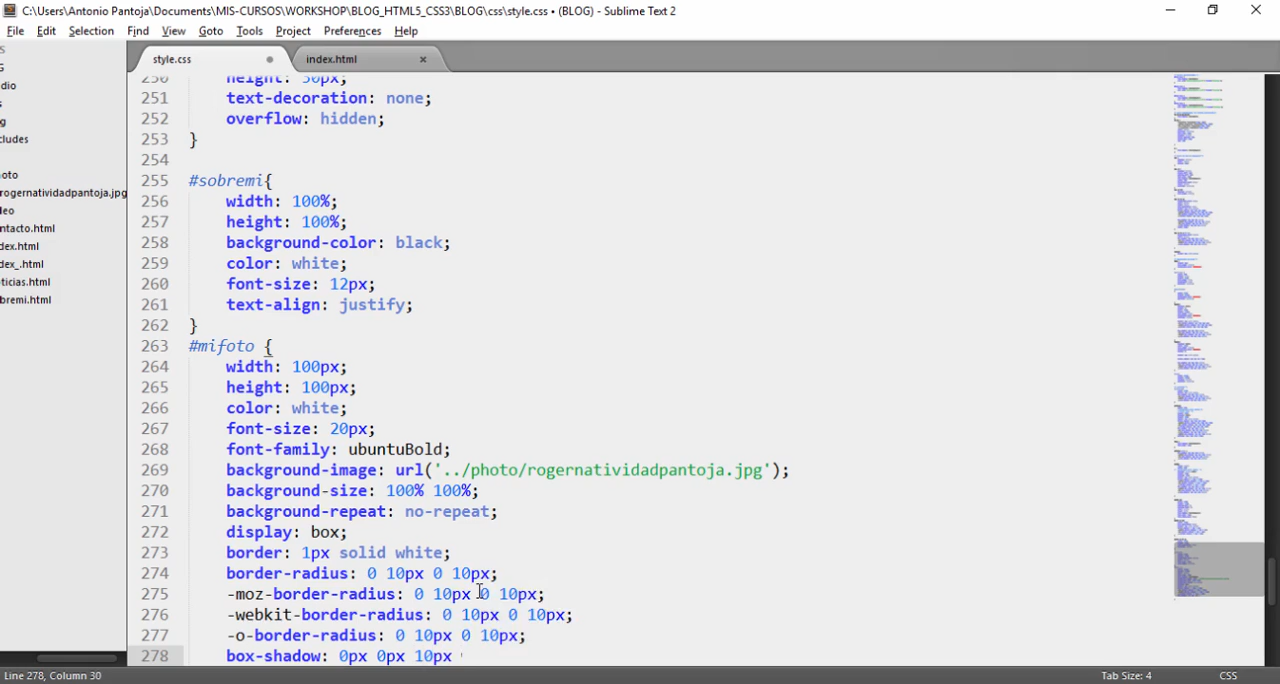 C:\Users\Antonio Pantoja\Documents\MIS-CURSOS\WORKSHOP\BLOG_HTML5_CSS3\BLOG\css\style.css • (BLOG) - Sublime Text 2
File Edit Selection Find View Goto Tools Project Preferences Help
style.css index.html
S
G
dio
s
g
cludes
oto
rogernatividadpantoja.jpg
leo
ntacto.html
dex.html
dex_.html
ticias.html
bremi.html
250 height: 30px;
251 text-decoration: none;
252 overflow: hidden;
253 }
254
255 #sobremi{
256 width: 100%;
257 height: 100%;
258 background-color: black;
259 color: white;
260 font-size: 12px;
261 text-align: justify;
262 }
263 #mifoto {
264 width: 100px;
265 height: 100px;
266 color: white;
267 font-size: 20px;
268 font-family: ubuntuBold;
269 background-image: url('../photo/rogernatividadpantoja.jpg');
270 background-size: 100% 100%;
271 background-repeat: no-repeat;
272 display: box;
273 border: 1px solid white;
274 border-radius: 0 10px 0 10px;
275 -moz-border-radius: 0 10px 0 10px;
276 -webkit-border-radius: 0 10px 0 10px;
277 -o-border-radius: 0 10px 0 10px;
278 box-shadow: 0px 0px 10px
Line 278, Column 30 Tab Size: 4 CSS